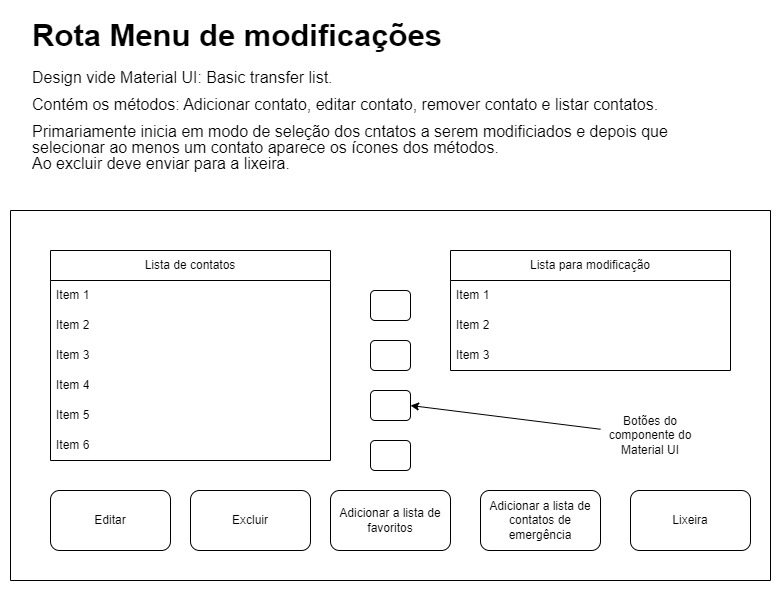 Rota Menu de modificações
Design vide Material UI: Basic transfer list.
Contém os métodos: Adicionar contato, editar contato, remover contato e listar contatos.
Primariamente inicia em modo de seleção dos cntatos a serem modificiados e depois que
selecionar ao menos um contato aparece os ícones dos métodos.
Ao excluir deve enviar para a lixeira.
Lista de contatos
Item 1
Item 2
Item 3
Item 4
Item 5
Item 6
Lista para modificação
Item 1
Item 2
Item 3
Botões do
componente do
Material UI
Editar
Excluir
Adicionar a lista de
favoritos
Adicionar a lista de
contatos de
emergência
Lixeira